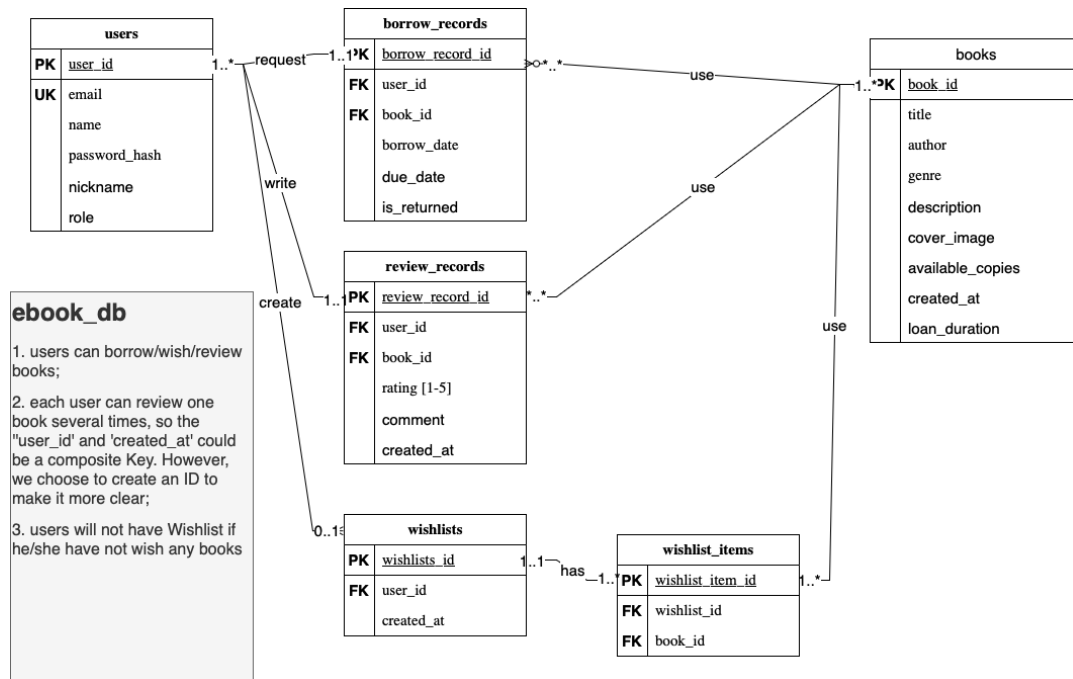 users
PK user_id
UK email
name
password_hash
nickname
role
1..*
request
1..1
write
1..1
create
0..1
borrow_records
PK borrow_record_id
FK user_id
FK book_id
borrow_date
due_date
is_returned
*..*
use
1..*
books
PK book_id
title
author
genre
description
cover_image
available_copies
created_at
loan_duration
review_records
PK review_record_id
FK user_id
FK book_id
rating [1-5]
comment
created_at
*..*
use
wishlists
PK wishlists_id
FK user_id
created_at
1..1
has
1..*
wishlist_items
PK wishlist_item_id
FK wishlist_id
FK book_id
1..*
use
ebook_db
1. users can borrow/wish/review
books;
2. each user can review one
book several times, so the
"user_id' and 'created_at' could
be a composite Key. However,
we choose to create an ID to
make it more clear;
3. users will not have Wishlist if
he/she have not wish any books